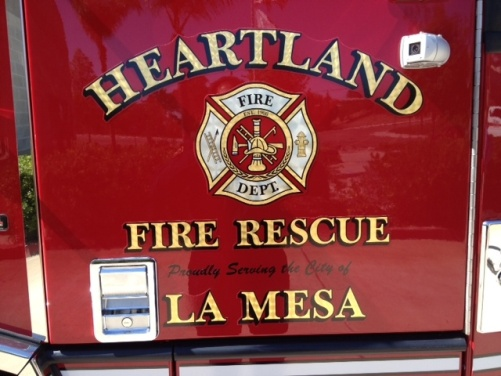 HEARTLAND
FIRE
DEPT.
FIRE RESCUE
Proudly Serving the City of
LA MESA